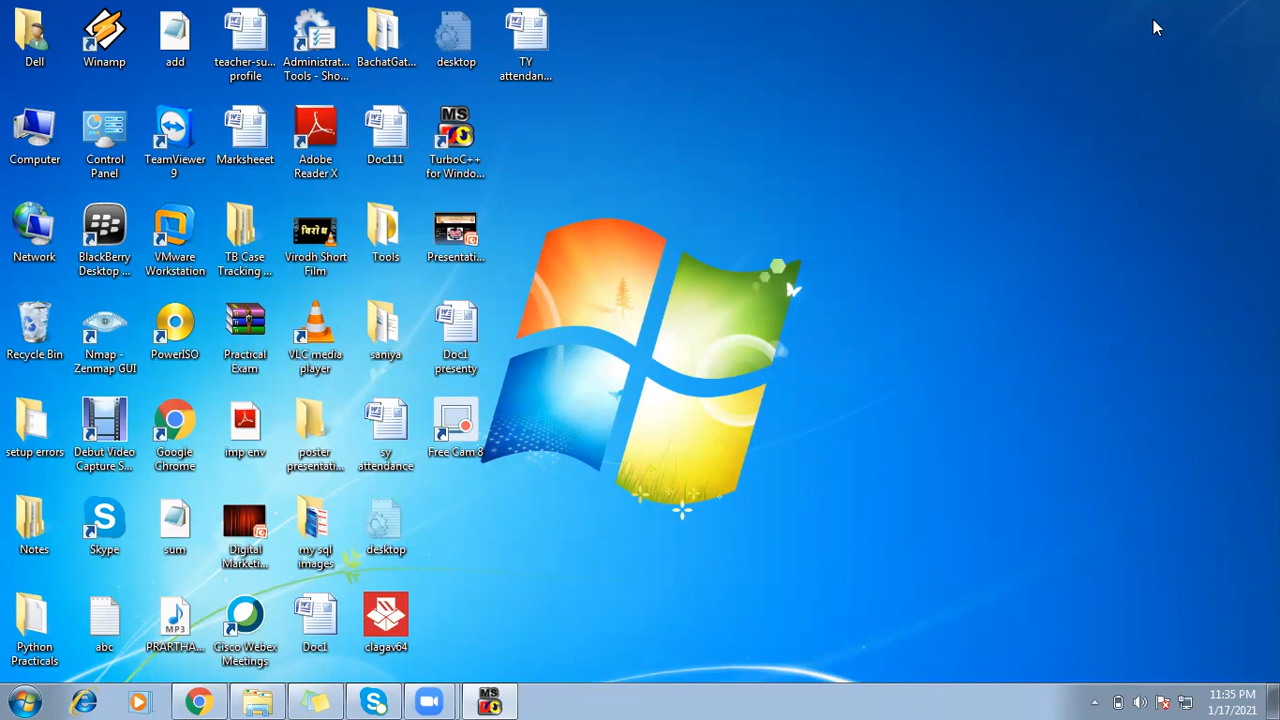 Dell
Winamp
add
teacher-su...
profile
Administrat...
Tools - Sho...
BachatGat...
desktop
TY
attendan...
Computer
Control
Panel
TeamViewer
9
Marksheeet
Adobe
Reader X
Doc111
MS
TurboC++
for Windo...
Network
BlackBerry
Desktop ...
VMware
Workstation
TB Case
Tracking ...
विरोध
Virodh Short
Film
Tools
Presentati...
Recycle Bin
Nmap -
Zenmap GUI
PowerISO
Practical
Exam
VLC media
player
saniya
Doc1
presenty
setup errors
Debut Video
Capture S...
Google
Chrome
imp env
poster
presentati...
sy
attendance
Free Cam 8
Notes
Skype
sum
Digital
Marketi...
my sql
images
desktop
Python
Practicals
abc
MP3
PRARTHA...
Cisco Webex
Meetings
Doc1
clagav64
MS
11:35 PM
1/17/2021